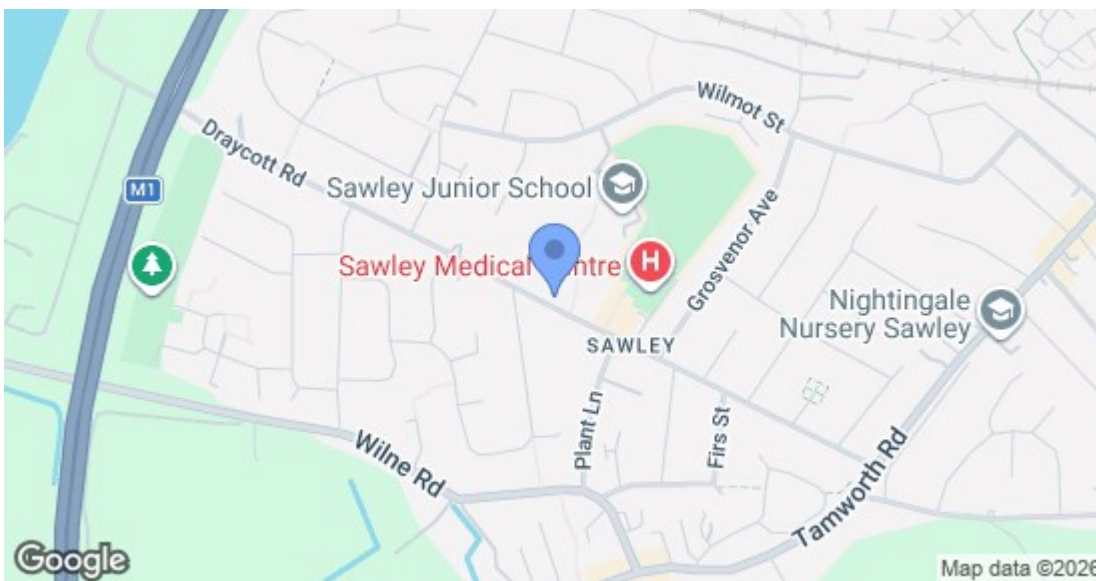 Wilmot St
Draycott Rd
M1
Sawley Junior School
Grosvenor Ave
Sawley Medical ntre
H
Nightingale
Nursery Sawley
SAWLEY
Plant Ln
Firs St
Wilne Rd
Tamworth Rd
Google
Map data ©2026